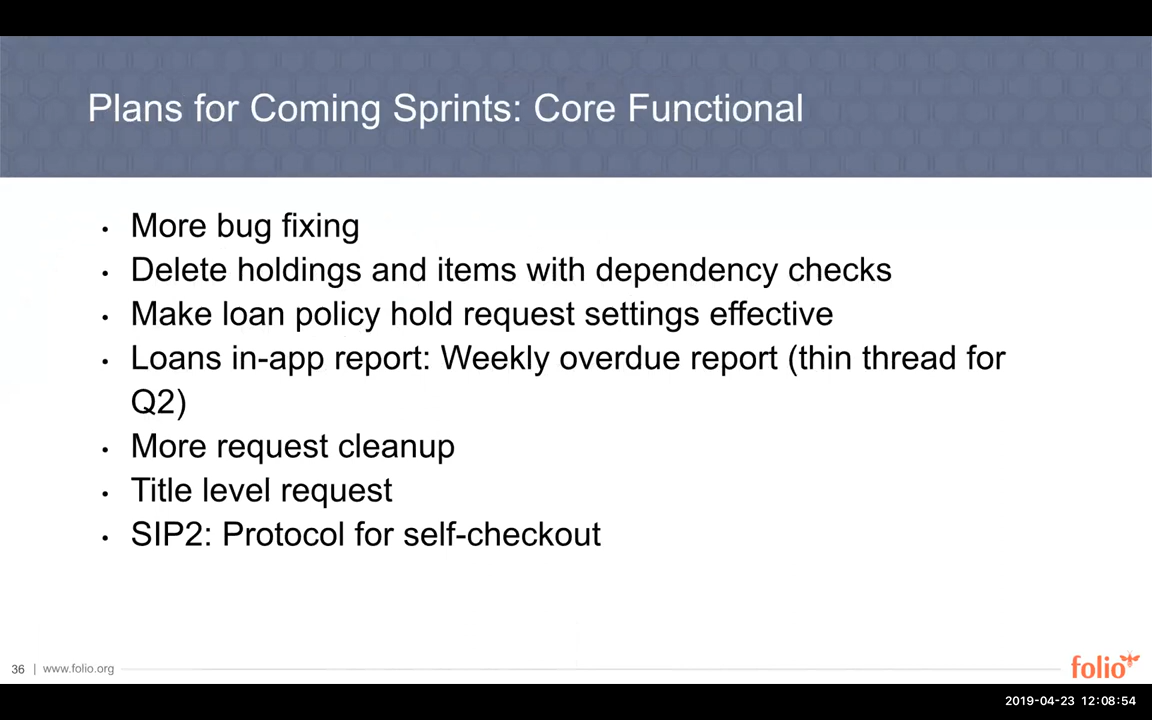 Plans for Coming Sprints: Core Functional
• More bug fixing
• Delete holdings and items with dependency checks
• Make loan policy hold request settings effective
• Loans in-app report: Weekly overdue report (thin thread for
Q2)
• More request cleanup
• Title level request
• SIP2: Protocol for self-checkout
36 | www.folio.org
folio
2019-04-23 12:08:54